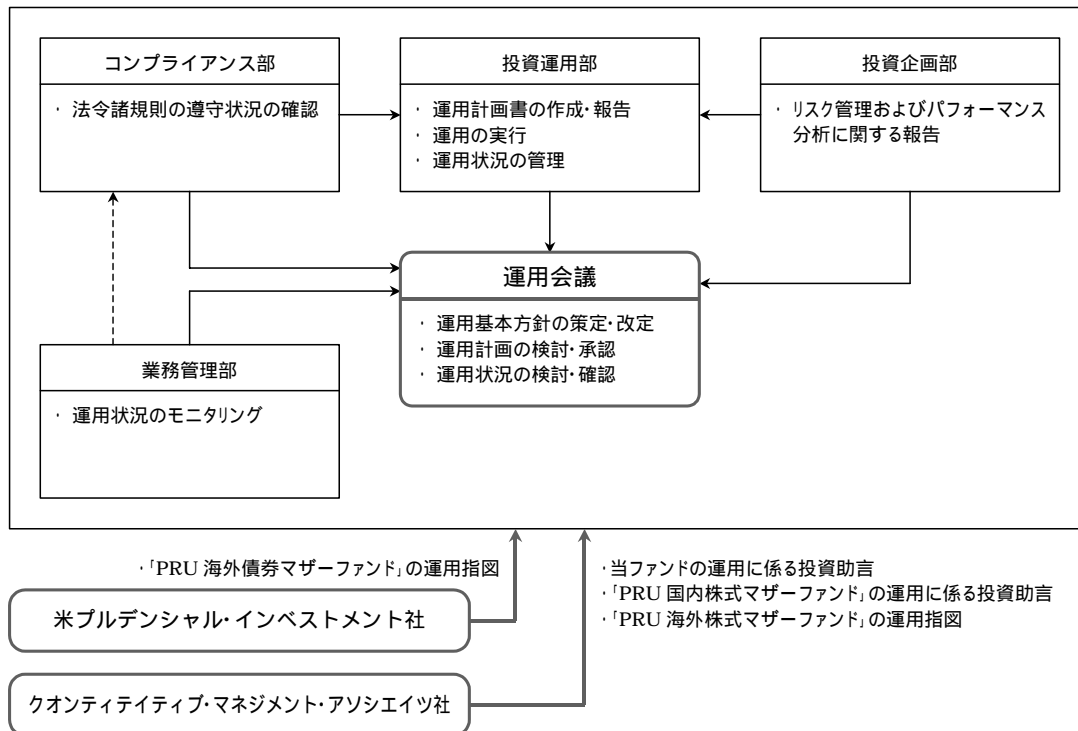 コンプライアンス部
・ 法令諸規則の遵守状況の確認
投資運用部
・ 運用計画書の作成・報告
・ 運用の実行
・ 運用状況の管理
投資企画部
・ リスク管理およびパフォーマンス
分析に関する報告
運用会議
・ 運用基本方針の策定・改定
・ 運用計画の検討・承認
・ 運用状況の検討・確認
業務管理部
・ 運用状況のモニタリング
・「PRU 海外債券マザーファンド」の運用指図
・当ファンドの運用に係る投資助言
・「PRU 国内株式マザーファンド」の運用に係る投資助言
・「PRU 海外株式マザーファンド」の運用指図
米プルデンシャル・インベストメント社
クオンティテイティブ・マネジメント・アソシエイツ社